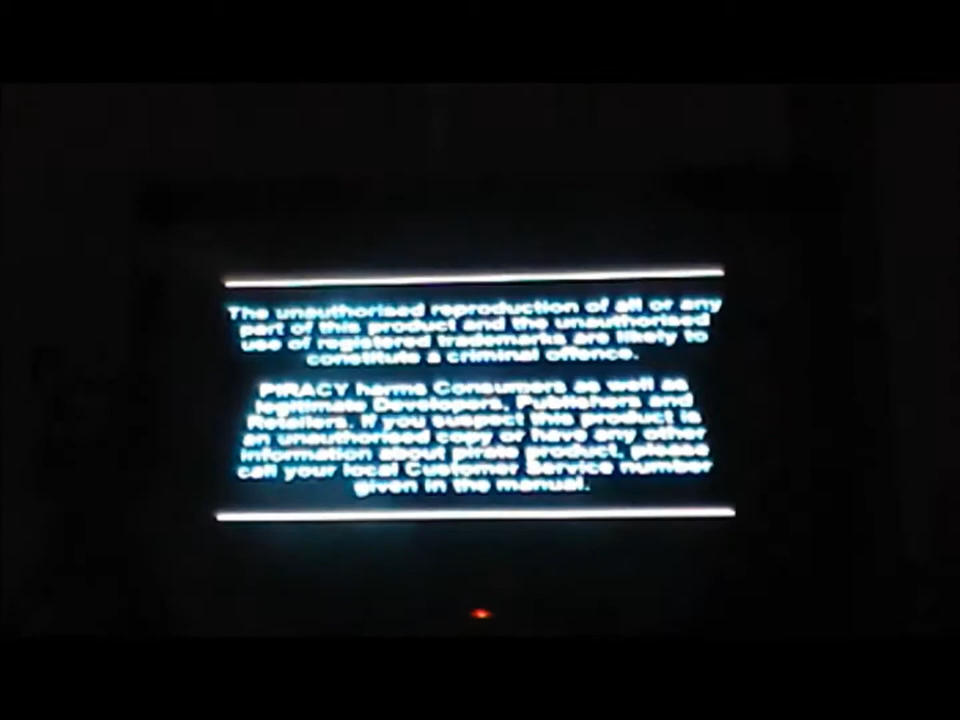 The unauthorised reproduction of all or any
part of this product and the unauthorised
use of registered trademarks are likely to
constitute a criminal offence.
PIRACY harms Consumers as well as
legitimate Developers, Publishers and
Retailers. If you suspect this product is
an unauthorised copy or have any other
information about pirate product, please
call your local Customer Service number
given in the manual.